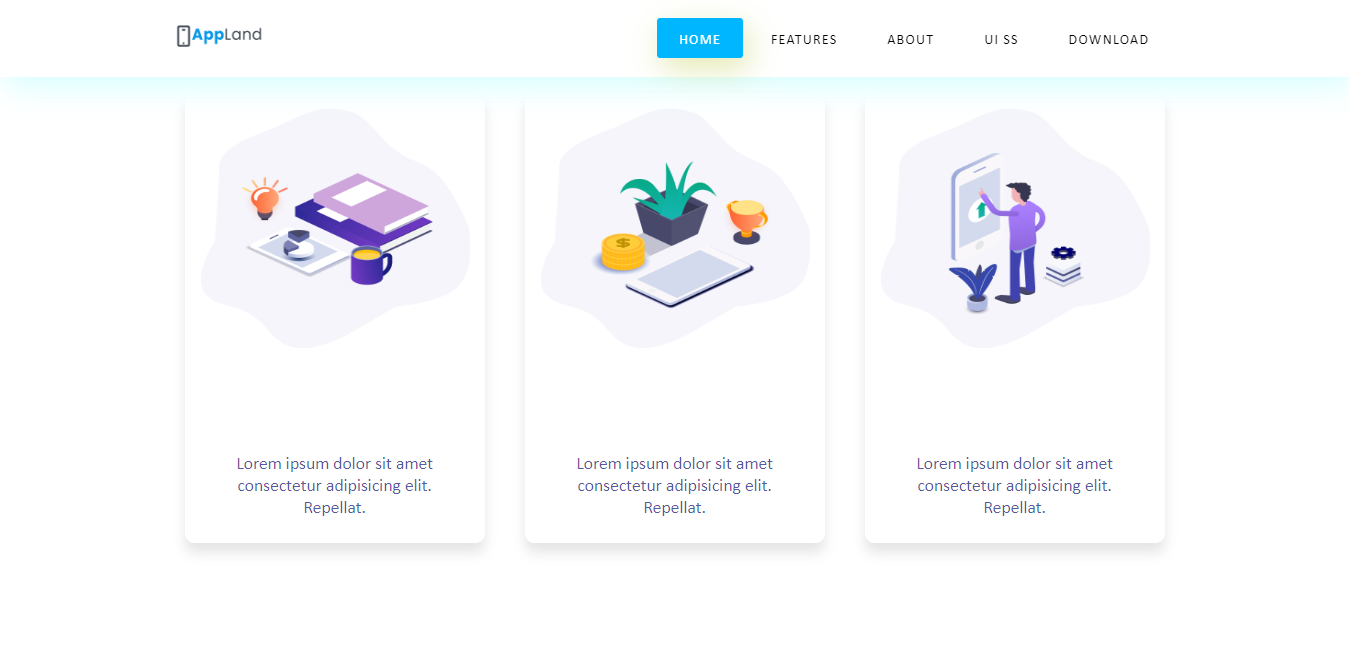 AppLand
HOME FEATURES ABOUT UI SS DOWNLOAD
$
Lorem ipsum dolor sit amet
consectetur adipisicing elit.
Repellat.
Lorem ipsum dolor sit amet
consectetur adipisicing elit.
Repellat.
Lorem ipsum dolor sit amet
consectetur adipisicing elit.
Repellat.